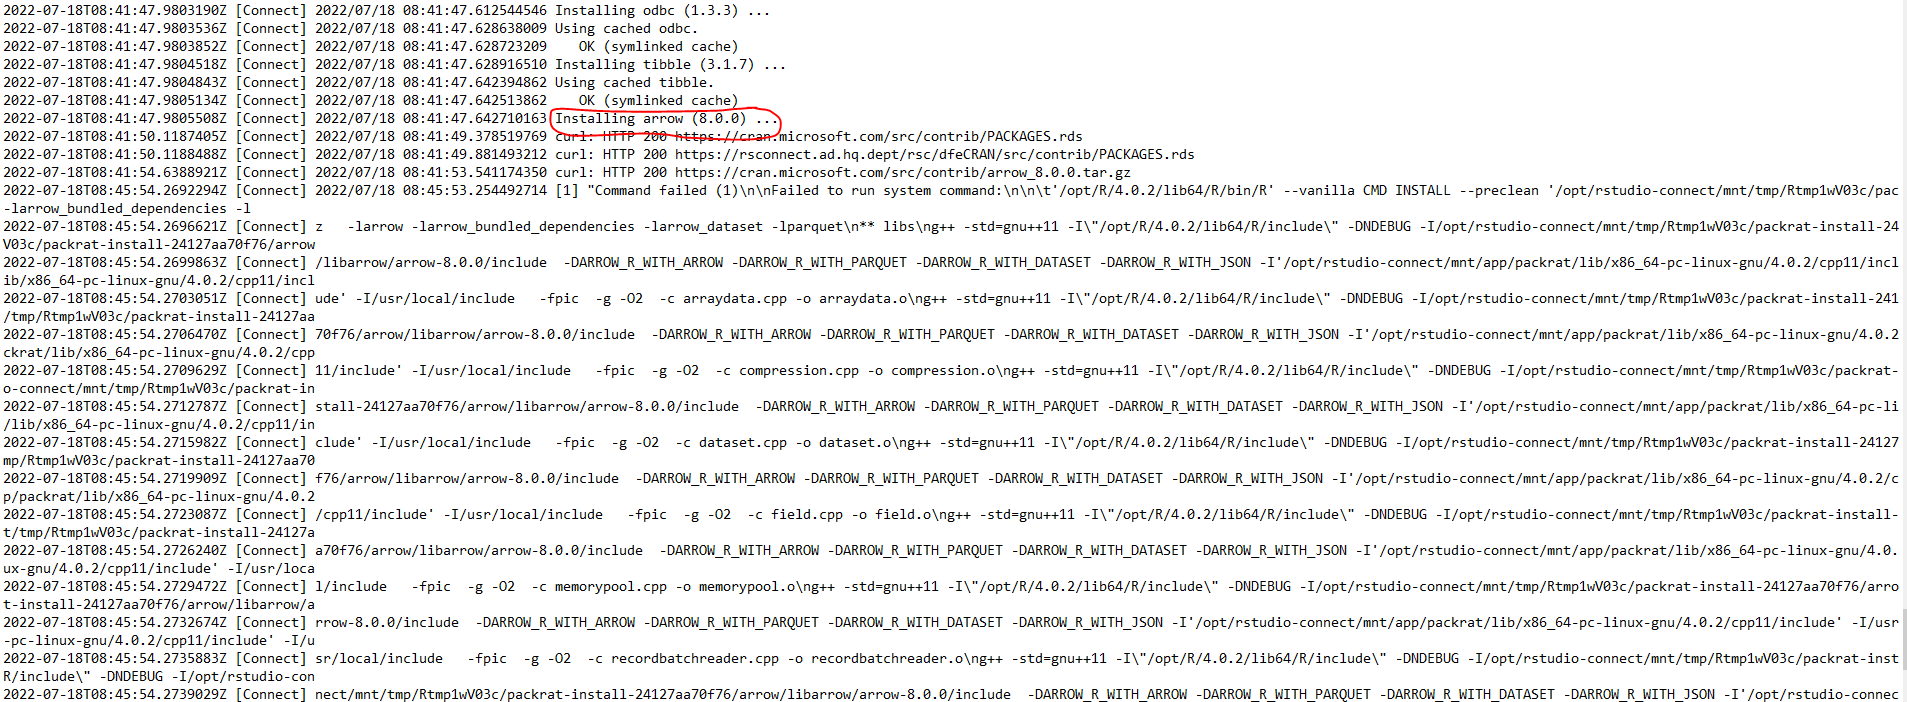 2022-07-18T08:41:47.9803190Z [Connect] 2022/07/18 08:41:47.612544546 Installing odbc (1.3.3) ...
2022-07-18T08:41:47.9803536Z [Connect] 2022/07/18 08:41:47.628638009 Using cached odbc.
2022-07-18T08:41:47.9803852Z [Connect] 2022/07/18 08:41:47.628723209    OK (symlinked cache)
2022-07-18T08:41:47.9804518Z [Connect] 2022/07/18 08:41:47.628916510 Installing tibble (3.1.7) ...
2022-07-18T08:41:47.9804843Z [Connect] 2022/07/18 08:41:47.642394862 Using cached tibble.
2022-07-18T08:41:47.9805134Z [Connect] 2022/07/18 08:41:47.642513862    OK (symlinked cache)
2022-07-18T08:41:47.9805508Z [Connect] 2022/07/18 08:41:47.642710163 Installing arrow (8.0.0) ...
2022-07-18T08:41:50.1187405Z [Connect] 2022/07/18 08:41:49.378519769 curl: HTTP 200 https://cran.microsoft.com/src/contrib/PACKAGES.rds
2022-07-18T08:41:50.1188488Z [Connect] 2022/07/18 08:41:49.881493212 curl: HTTP 200 https://rsconnect.ad.hq.dept/rsc/dfeCRAN/src/contrib/PACKAGES.rds
2022-07-18T08:41:54.6388921Z [Connect] 2022/07/18 08:41:53.541174350 curl: HTTP 200 https://cran.microsoft.com/src/contrib/arrow_8.0.0.tar.gz
2022-07-18T08:45:54.2692294Z [Connect] 2022/07/18 08:45:53.254492714 [1] "Command failed (1)\n\nFailed to run system command:\n\n\t'/opt/R/4.0.2/lib64/R/bin/R' --vanilla CMD INSTALL --preclean '/opt/rstudio-connect/mnt/tmp/Rtmp1wV03c/pac
-larrow_bundled_dependencies -l
2022-07-18T08:45:54.2696621Z [Connect] z   -larrow -larrow_bundled_dependencies -larrow_dataset -lparquet\n** libs\ng++ -std=gnu++11 -I\"/opt/R/4.0.2/lib64/R/include\" -DNDEBUG -I/opt/rstudio-connect/mnt/tmp/Rtmp1wV03c/packrat-install-24
V03c/packrat-install-24127aa70f76/arrow
2022-07-18T08:45:54.2699863Z [Connect] /libarrow/arrow-8.0.0/include  -DARROW_R_WITH_ARROW -DARROW_R_WITH_PARQUET -DARROW_R_WITH_DATASET -DARROW_R_WITH_JSON -I'/opt/rstudio-connect/mnt/app/packrat/lib/x86_64-pc-linux-gnu/4.0.2/cpp11/incl
ib/x86_64-pc-linux-gnu/4.0.2/cpp11/incl
2022-07-18T08:45:54.2703051Z [Connect] ude' -I/usr/local/include   -fpic  -g -O2  -c arraydata.cpp -o arraydata.o\ng++ -std=gnu++11 -I\"/opt/R/4.0.2/lib64/R/include\" -DNDEBUG -I/opt/rstudio-connect/mnt/tmp/Rtmp1wV03c/packrat-install-241
/tmp/Rtmp1wV03c/packrat-install-24127aa
2022-07-18T08:45:54.2706470Z [Connect] 70f76/arrow/libarrow/arrow-8.0.0/include  -DARROW_R_WITH_ARROW -DARROW_R_WITH_PARQUET -DARROW_R_WITH_DATASET -DARROW_R_WITH_JSON -I'/opt/rstudio-connect/mnt/app/packrat/lib/x86_64-pc-linux-gnu/4.0.2
ckrat/lib/x86_64-pc-linux-gnu/4.0.2/cpp
2022-07-18T08:45:54.2709629Z [Connect] 11/include' -I/usr/local/include   -fpic  -g -O2  -c compression.cpp -o compression.o\ng++ -std=gnu++11 -I\"/opt/R/4.0.2/lib64/R/include\" -DNDEBUG -I/opt/rstudio-connect/mnt/tmp/Rtmp1wV03c/packrat-
o-connect/mnt/tmp/Rtmp1wV03c/packrat-in
2022-07-18T08:45:54.2712787Z [Connect] stall-24127aa70f76/arrow/libarrow/arrow-8.0.0/include  -DARROW_R_WITH_ARROW -DARROW_R_WITH_PARQUET -DARROW_R_WITH_DATASET -DARROW_R_WITH_JSON -I'/opt/rstudio-connect/mnt/app/packrat/lib/x86_64-pc-li
/lib/x86_64-pc-linux-gnu/4.0.2/cpp11/in
2022-07-18T08:45:54.2715982Z [Connect] clude' -I/usr/local/include   -fpic  -g -O2  -c dataset.cpp -o dataset.o\ng++ -std=gnu++11 -I\"/opt/R/4.0.2/lib64/R/include\" -DNDEBUG -I/opt/rstudio-connect/mnt/tmp/Rtmp1wV03c/packrat-install-24127
mp/Rtmp1wV03c/packrat-install-24127aa70
2022-07-18T08:45:54.2719909Z [Connect] f76/arrow/libarrow/arrow-8.0.0/include  -DARROW_R_WITH_ARROW -DARROW_R_WITH_PARQUET -DARROW_R_WITH_DATASET -DARROW_R_WITH_JSON -I'/opt/rstudio-connect/mnt/app/packrat/lib/x86_64-pc-linux-gnu/4.0.2/c
p/packrat/lib/x86_64-pc-linux-gnu/4.0.2
2022-07-18T08:45:54.2723087Z [Connect] /cpp11/include' -I/usr/local/include   -fpic  -g -O2  -c field.cpp -o field.o\ng++ -std=gnu++11 -I\"/opt/R/4.0.2/lib64/R/include\" -DNDEBUG -I/opt/rstudio-connect/mnt/tmp/Rtmp1wV03c/packrat-install-
t/tmp/Rtmp1wV03c/packrat-install-24127a
2022-07-18T08:45:54.2726240Z [Connect] a70f76/arrow/libarrow/arrow-8.0.0/include  -DARROW_R_WITH_ARROW -DARROW_R_WITH_PARQUET -DARROW_R_WITH_DATASET -DARROW_R_WITH_JSON -I'/opt/rstudio-connect/mnt/app/packrat/lib/x86_64-pc-linux-gnu/4.0.
ux-gnu/4.0.2/cpp11/include' -I/usr/loca
2022-07-18T08:45:54.2729472Z [Connect] l/include   -fpic  -g -O2  -c memorypool.cpp -o memorypool.o\ng++ -std=gnu++11 -I\"/opt/R/4.0.2/lib64/R/include\" -DNDEBUG -I/opt/rstudio-connect/mnt/tmp/Rtmp1wV03c/packrat-install-24127aa70f76/arro
t-install-24127aa70f76/arrow/libarrow/a
2022-07-18T08:45:54.2732674Z [Connect] rrow-8.0.0/include  -DARROW_R_WITH_ARROW -DARROW_R_WITH_PARQUET -DARROW_R_WITH_DATASET -DARROW_R_WITH_JSON -I'/opt/rstudio-connect/mnt/app/packrat/lib/x86_64-pc-linux-gnu/4.0.2/cpp11/include' -I/usr
-pc-linux-gnu/4.0.2/cpp11/include' -I/u
2022-07-18T08:45:54.2735883Z [Connect] sr/local/include   -fpic  -g -O2  -c recordbatchreader.cpp -o recordbatchreader.o\ng++ -std=gnu++11 -I\"/opt/R/4.0.2/lib64/R/include\" -DNDEBUG -I/opt/rstudio-connect/mnt/tmp/Rtmp1wV03c/packrat-inst
R/include\" -DNDEBUG -I/opt/rstudio-con
2022-07-18T08:45:54.2739029Z [Connect] nect/mnt/tmp/Rtmp1wV03c/packrat-install-24127aa70f76/arrow/libarrow/arrow-8.0.0/include  -DARROW_R_WITH_ARROW -DARROW_R_WITH_PARQUET -DARROW_R_WITH_DATASET -DARROW_R_WITH_JSON -I'/opt/rstudio-connec